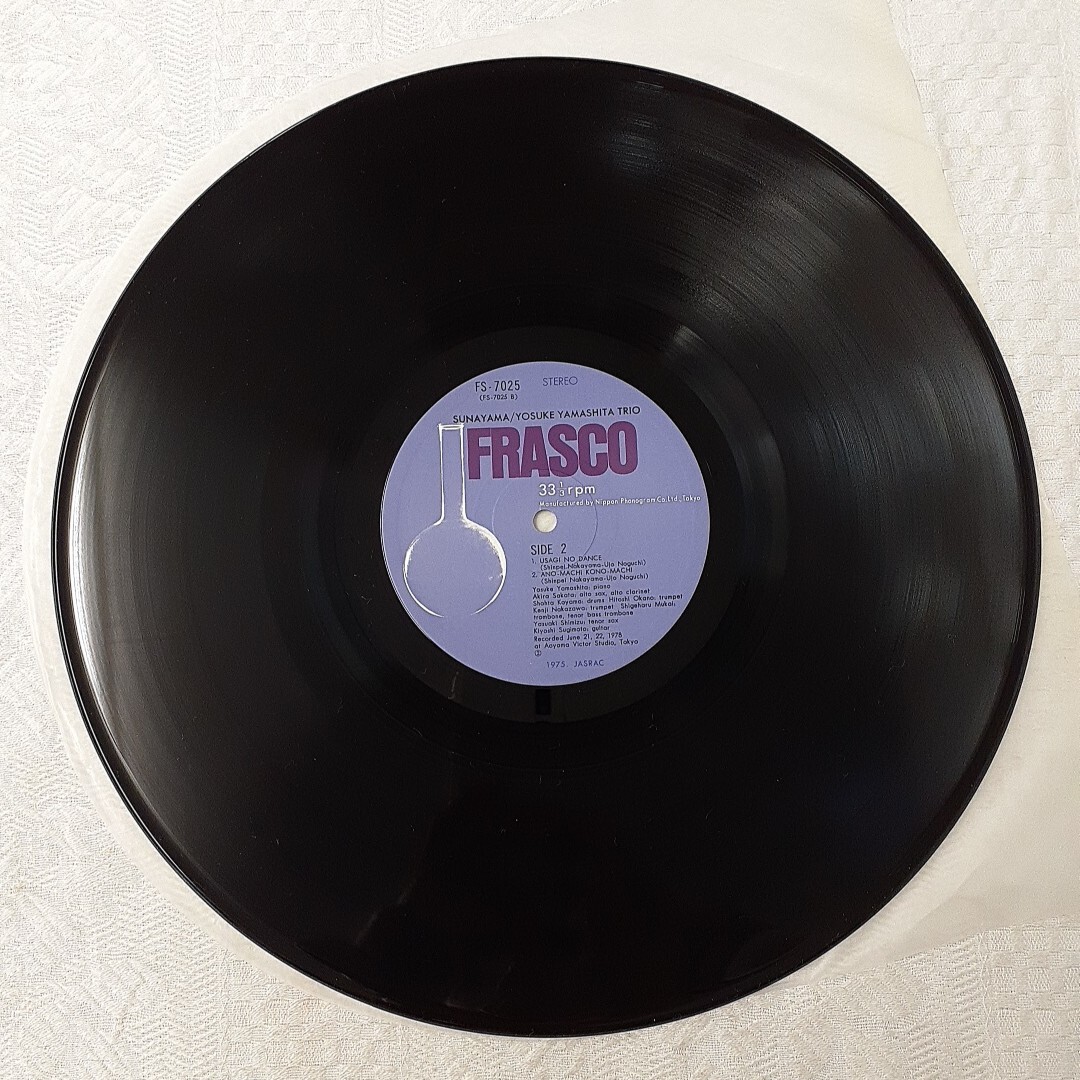 FS-7025 STEREO
(FS-7025 B)
SUNAYAMA/YOSUKE YAMASHITA TRIO
FRASCO
33 1/3 rpm
Manufactured by Nippon Phonogram Co. Ltd., Tokyo
SIDE 2
1. USAGI NO DANCE
(Shinpei Nakayama-Ujo Noguchi)
2. ANO-MACHI KONO-MACHI
(Shinpei Nakayama-Ujo Noguchi)
Yosuke Yamashita: piano
Akira Sakata: alto sax, alto clarinet
Shohta Koyama: drums Hitoshi Okano: trumpet
Kenji Nakazawa: trumpet Shigeharu Mukai:
trombone, tenor bass trombone
Yasuaki Shimizu: tenor sax
Kiyoshi Sugimoto: guitar
Recorded June 21, 22, 1978
at Aoyama Victor Studio, Tokyo
1975. JASRAC